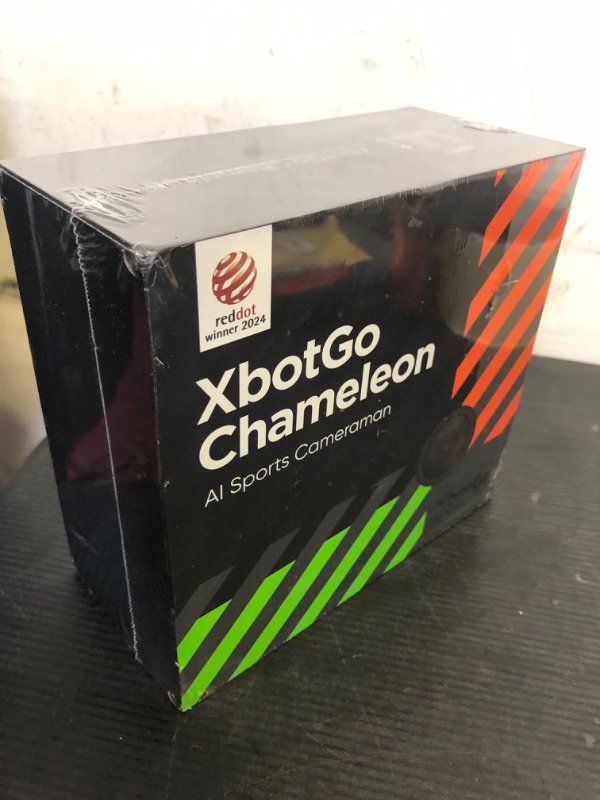 reddot
winner 2024
XbotGo
Chameleon
AI Sports Cameraman